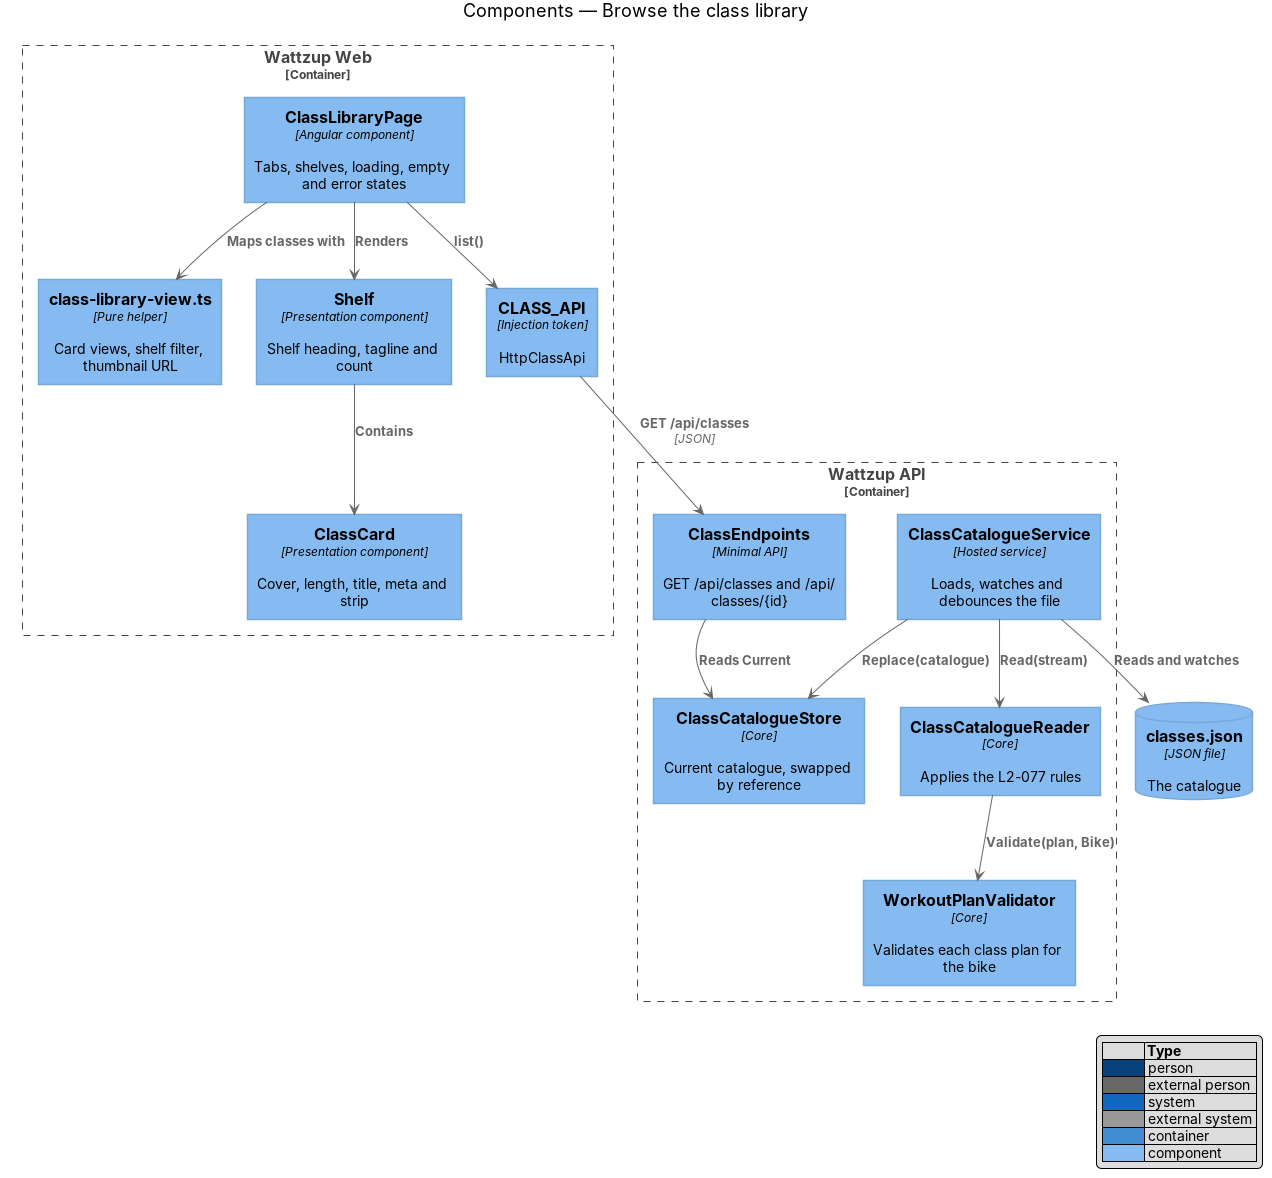 Components — Browse the class library
Wattzup Web
[Container]
ClassLibraryPage
[Angular component]
Tabs, shelves, loading, empty
and error states
Maps classes with
Renders
list()
class-library-view.ts
[Pure helper]
Card views, shelf filter,
thumbnail URL
Shelf
[Presentation component]
Shelf heading, tagline and
count
CLASS_API
[Injection token]
HttpClassApi
Contains
GET /api/classes
[JSON]
ClassCard
[Presentation component]
Cover, length, title, meta and
strip
Wattzup API
[Container]
ClassEndpoints
[Minimal API]
GET /api/classes and /api/
classes/{id}
ClassCatalogueService
[Hosted service]
Loads, watches and
debounces the file
Reads Current
Replace(catalogue)
Read(stream)
Reads and watches
ClassCatalogueStore
[Core]
Current catalogue, swapped
by reference
ClassCatalogueReader
[Core]
Applies the L2-077 rules
classes.json
[JSON file]
The catalogue
Validate(plan, Bike)
WorkoutPlanValidator
[Core]
Validates each class plan for
the bike
Type
person
external person
system
external system
container
component